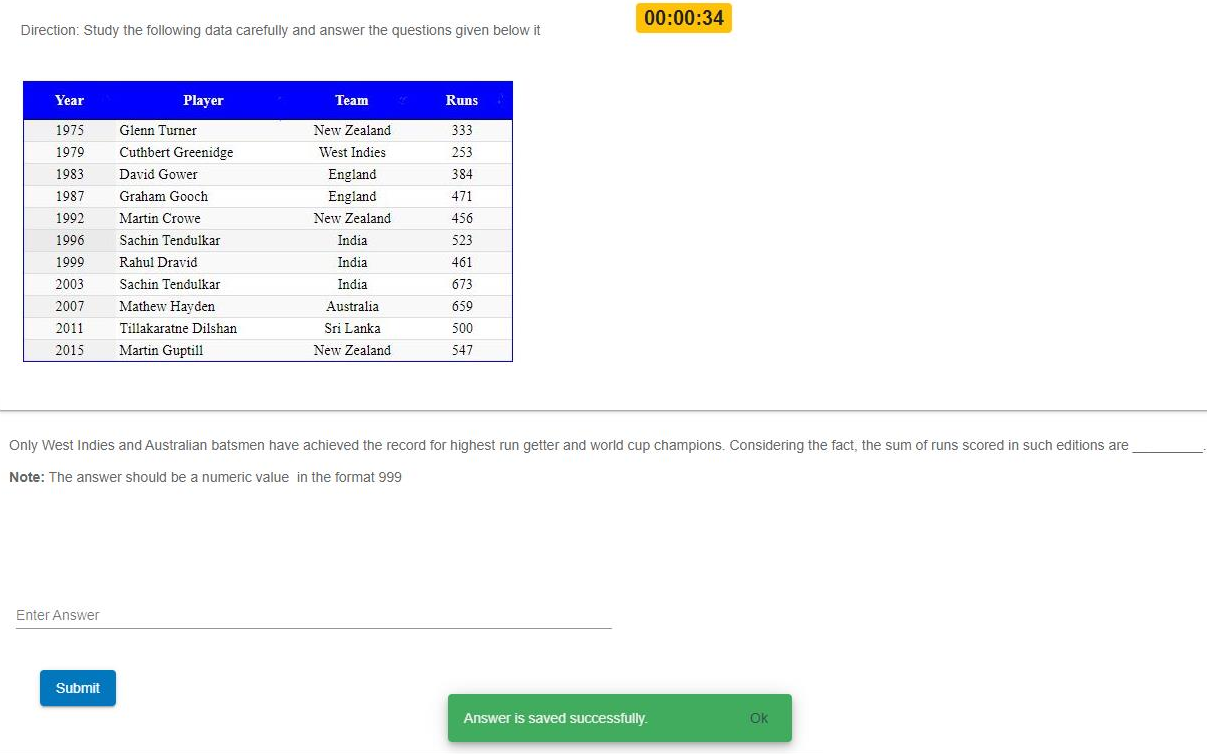 00:00:34
Direction: Study the following data carefully and answer the questions given below it
Year Player Team Runs
1975 Glenn Turner New Zealand 333
1979 Cuthbert Greenidge West Indies 253
1983 David Gower England 384
1987 Graham Gooch England 471
1992 Martin Crowe New Zealand 456
1996 Sachin Tendulkar India 523
1999 Rahul Dravid India 461
2003 Sachin Tendulkar India 673
2007 Mathew Hayden Australia 659
2011 Tillakaratne Dilshan Sri Lanka 500
2015 Martin Guptill New Zealand 547
Only West Indies and Australian batsmen have achieved the record for highest run getter and world cup champions. Considering the fact, the sum of runs scored in such editions are _________.
Note: The answer should be a numeric value in the format 999
Enter Answer
Submit
Answer is saved successfully. Ok